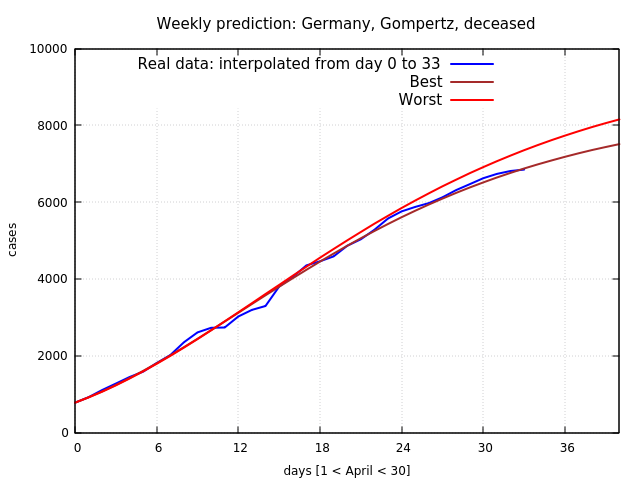 Weekly prediction: Germany, Gompertz, deceased
10000
8000
6000
4000
2000
0
cases
Real data: interpolated from day 0 to 33
Best
Worst
0 6 12 18 24 30 36
days [1 < April < 30]